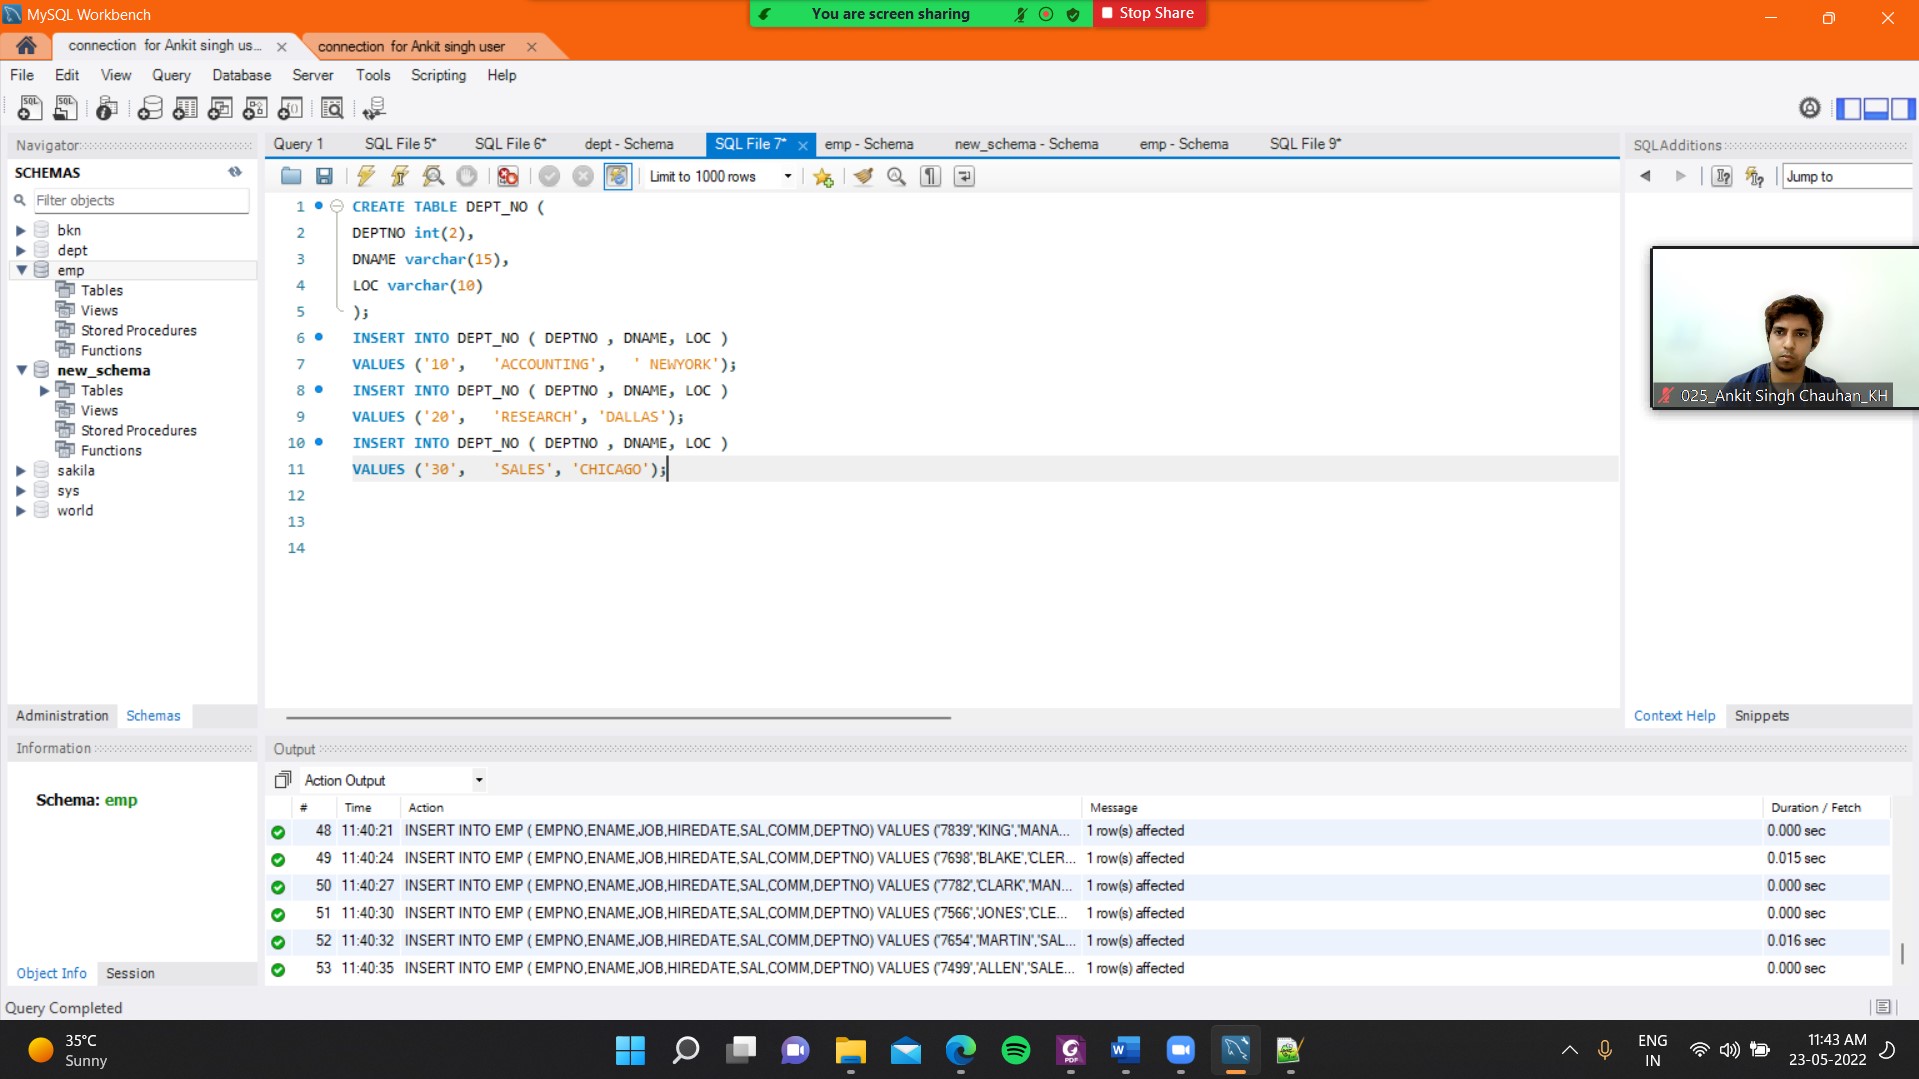 MySQL Workbench
You are screen sharing
Stop Share
connection for Ankit singh us...
connection for Ankit singh user
File Edit View Query Database Server Tools Scripting Help
Navigator
SCHEMAS
Filter objects
bkn
dept
emp
Tables
Views
Stored Procedures
Functions
new_schema
Tables
Views
Stored Procedures
Functions
sakila
sys
world
Administration Schemas
Information
Schema: emp
Object Info Session
Query Completed
Query 1 SQL File 5* SQL File 6* dept - Schema SQL File 7* emp - Schema new_schema - Schema emp - Schema SQL File 9*
Limit to 1000 rows
1 CREATE TABLE DEPT_NO (
2 DEPTNO int(2),
3 DNAME varchar(15),
4 LOC varchar(10)
5 );
6 INSERT INTO DEPT_NO ( DEPTNO , DNAME, LOC )
7 VALUES ('10', 'ACCOUNTING', ' NEWYORK');
8 INSERT INTO DEPT_NO ( DEPTNO , DNAME, LOC )
9 VALUES ('20', 'RESEARCH', 'DALLAS');
10 INSERT INTO DEPT_NO ( DEPTNO , DNAME, LOC )
11 VALUES ('30', 'SALES', 'CHICAGO');
12
13
14
SQLAdditions
Jump to
025_Ankit Singh Chauhan_KH
Context Help Snippets
Output
Action Output
# Time Action Message Duration / Fetch
48 11:40:21 INSERT INTO EMP ( EMPNO,ENAME,JOB,HIREDATE,SAL,COMM,DEPTNO) VALUES ('7839','KING','MANA... 1 row(s) affected 0.000 sec
49 11:40:24 INSERT INTO EMP ( EMPNO,ENAME,JOB,HIREDATE,SAL,COMM,DEPTNO) VALUES ('7698','BLAKE','CLER... 1 row(s) affected 0.015 sec
50 11:40:27 INSERT INTO EMP ( EMPNO,ENAME,JOB,HIREDATE,SAL,COMM,DEPTNO) VALUES ('7782','CLARK','MAN... 1 row(s) affected 0.000 sec
51 11:40:30 INSERT INTO EMP ( EMPNO,ENAME,JOB,HIREDATE,SAL,COMM,DEPTNO) VALUES ('7566','JONES','CLE... 1 row(s) affected 0.000 sec
52 11:40:32 INSERT INTO EMP ( EMPNO,ENAME,JOB,HIREDATE,SAL,COMM,DEPTNO) VALUES ('7654','MARTIN','SAL... 1 row(s) affected 0.016 sec
53 11:40:35 INSERT INTO EMP ( EMPNO,ENAME,JOB,HIREDATE,SAL,COMM,DEPTNO) VALUES ('7499','ALLEN','SALE... 1 row(s) affected 0.000 sec
35°C
Sunny
ENG
IN
11:43 AM
23-05-2022